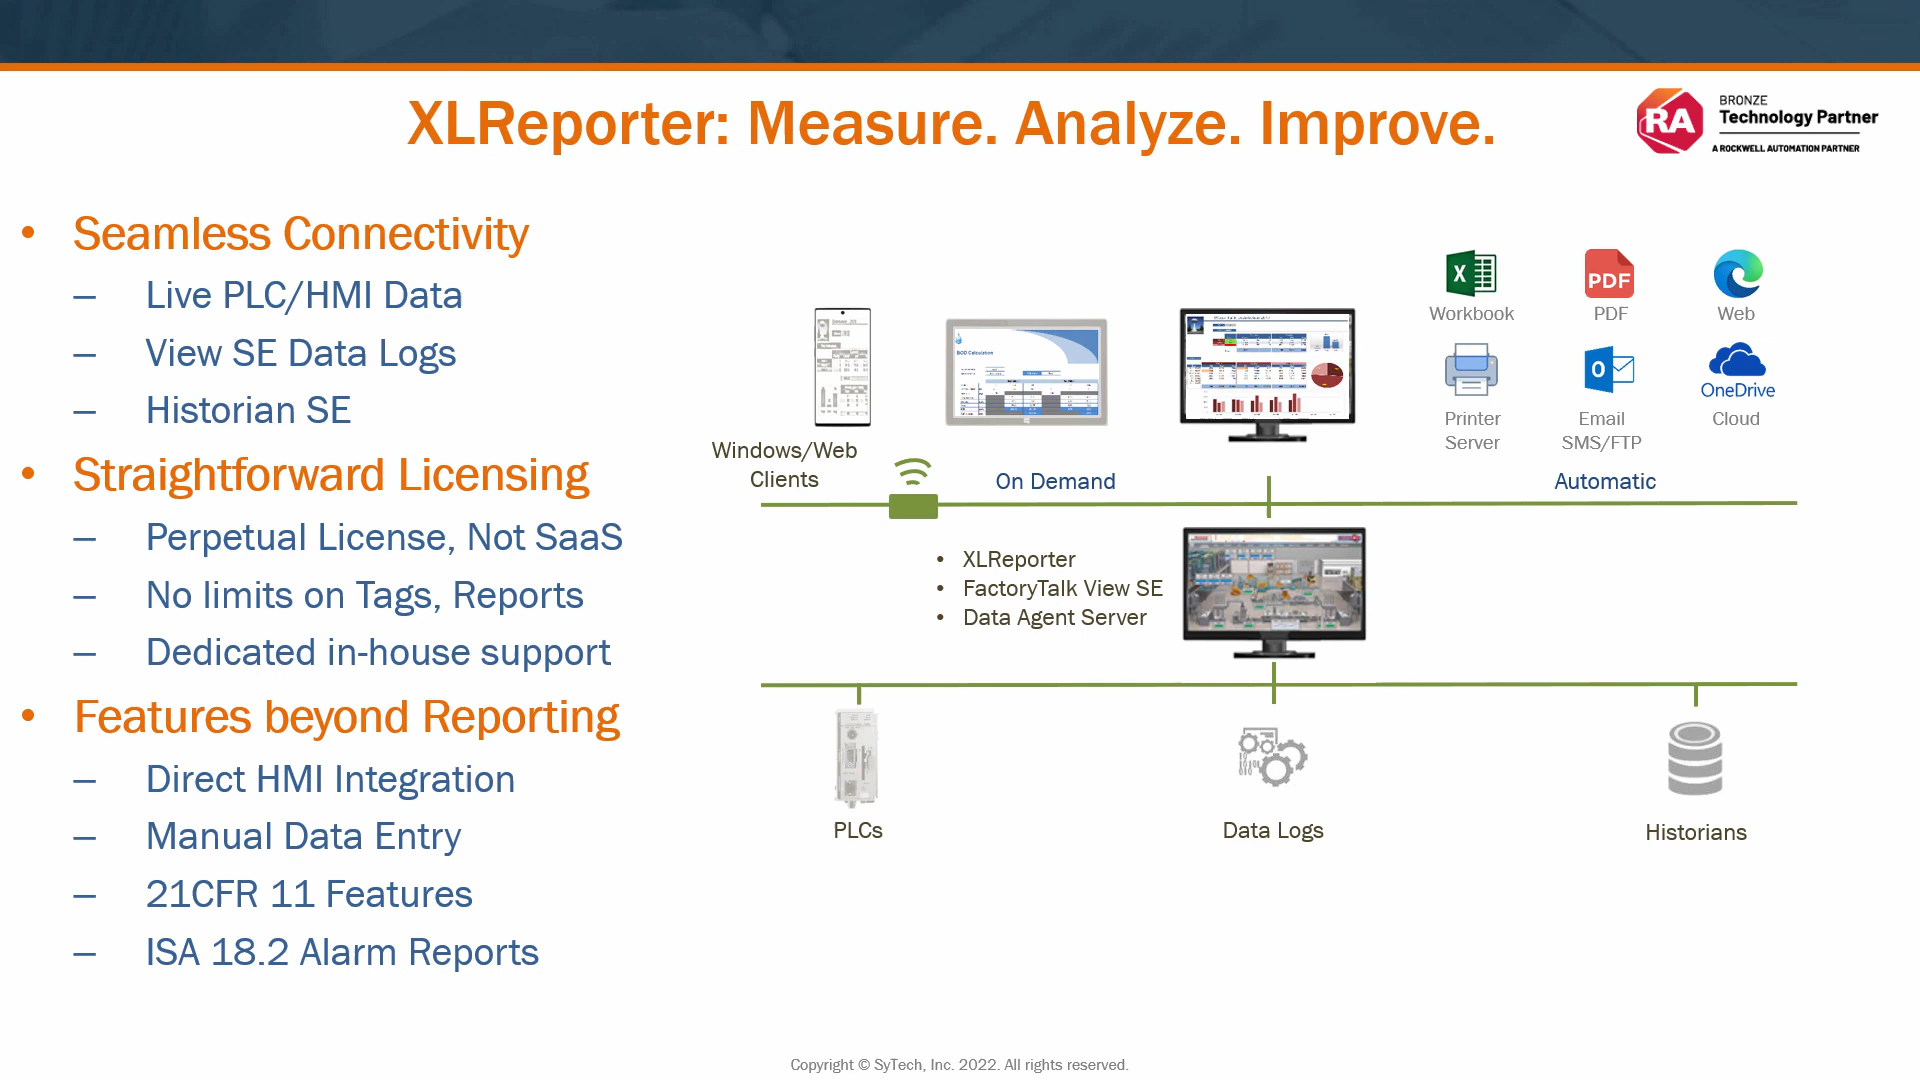 XLReporter: Measure. Analyze. Improve.
RA
BRONZE
Technology Partner
A ROCKWELL AUTOMATION PARTNER
• Seamless Connectivity
– Live PLC/HMI Data
– View SE Data Logs
– Historian SE
• Straightforward Licensing
– Perpetual License, Not SaaS
– No limits on Tags, Reports
– Dedicated in-house support
• Features beyond Reporting
– Direct HMI Integration
– Manual Data Entry
– 21CFR 11 Features
– ISA 18.2 Alarm Reports
BOD Calculation
X
Workbook
PDF
PDF
Web
Printer
Server
O
Email
SMS/FTP
OneDrive
Cloud
Windows/Web
Clients
On Demand
Automatic
• XLReporter
• FactoryTalk View SE
• Data Agent Server
PLCs
Data Logs
Historians
Copyright © SyTech, Inc. 2022. All rights reserved.